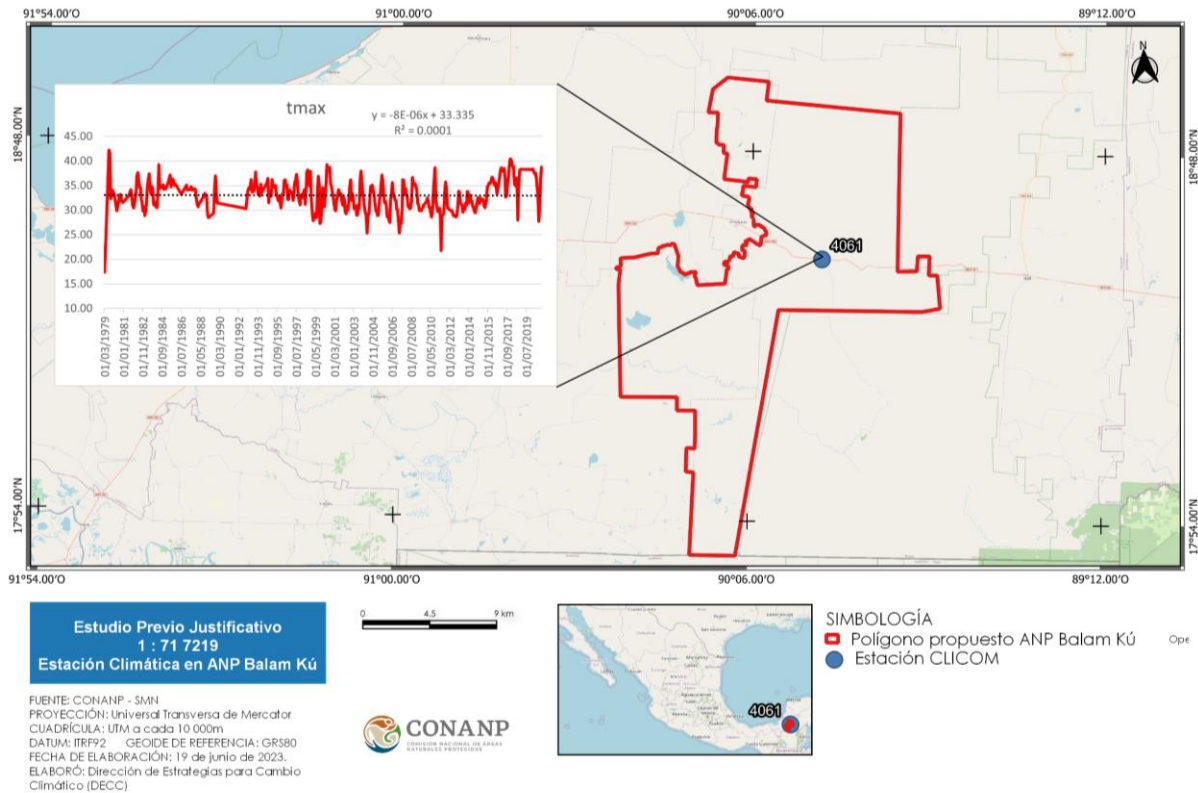 91°54.00'O
91°00.00'O
90°06.00'O
89°12.00'O
N
18°48.00'N
18°48.00'N
tmax
y = -8E-06x + 33.335
R² = 0.0001
45.00
40.00
35.00
30.00
25.00
20.00
15.00
10.00
01/03/1979
01/01/1981
01/11/1982
01/09/1984
01/07/1986
01/05/1988
01/03/1990
01/01/1992
01/11/1993
01/09/1995
01/07/1997
01/05/1999
01/03/2001
01/01/2003
01/11/2004
01/09/2006
01/07/2008
01/05/2010
01/03/2012
01/01/2014
01/11/2015
01/09/2017
01/07/2019
4061
17°54.00'N
17°54.00'N
91°54.00'O
91°00.00'O
90°06.00'O
89°12.00'O
Estudio Previo Justificativo
1 : 71 7219
Estación Climática en ANP Balam Kú
0 4.5 9 km
FUENTE: CONANP - SMN
PROYECCIÓN: Universal Transversa de Mercator
CUADRÍCULA: UTM a cada 10 000m
DATUM: ITRF92 GEOIDE DE REFERENCIA: GRS80
FECHA DE ELABORACIÓN: 19 de junio de 2023.
ELABORÓ: Dirección de Estrategias para Cambio
Climático (DECC)
CONANP
COMISIÓN NACIONAL DE ÁREAS
NATURALES PROTEGIDAS
4061
SIMBOLOGÍA
Polígono propuesto ANP Balam Kú
Ope
Estación CLICOM